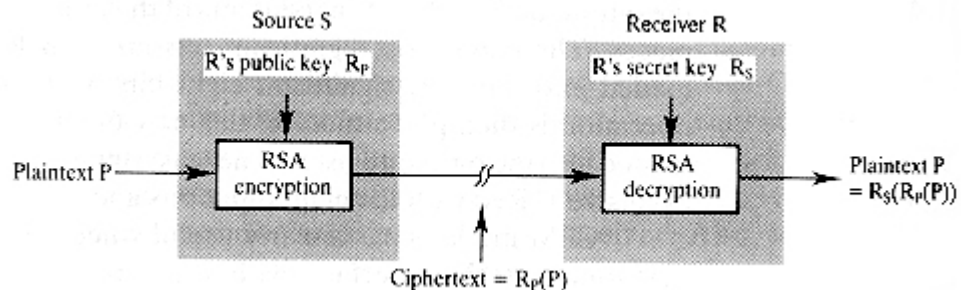 Source S
Receiver R
R's public key R_P
R's secret key R_S
Plaintext P
RSA
encryption
RSA
decryption
Plaintext P
= R_S(R_P(P))
Ciphertext = R_P(P)